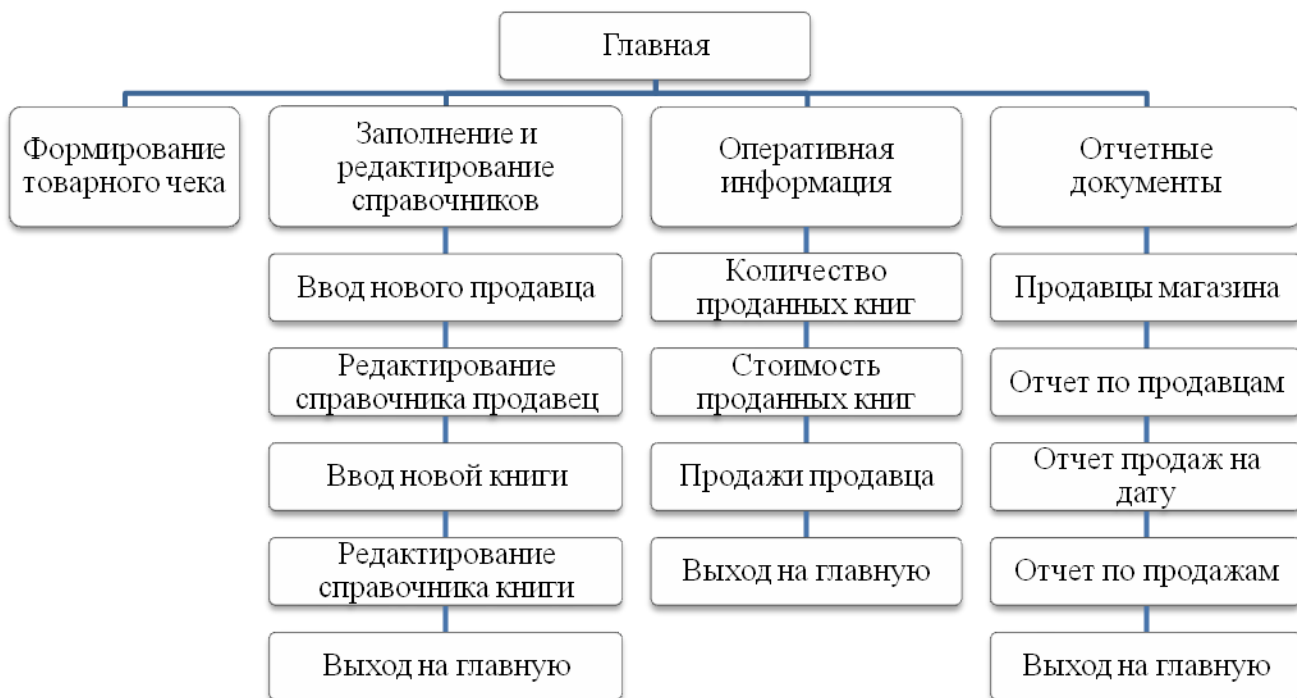 Главная
Формирование
товарного чека
Заполнение и
редактирование
справочников
Оперативная
информация
Отчетные
документы
Ввод нового продавца
Количество
проданных книг
Продавцы магазина
Редактирование
справочника продавец
Стоимость
проданных книг
Отчет по продавцам
Ввод новой книги
Продажи продавца
Отчет продаж на
дату
Редактирование
справочника книги
Выход на главную
Отчет по продажам
Выход на главную
Выход на главную